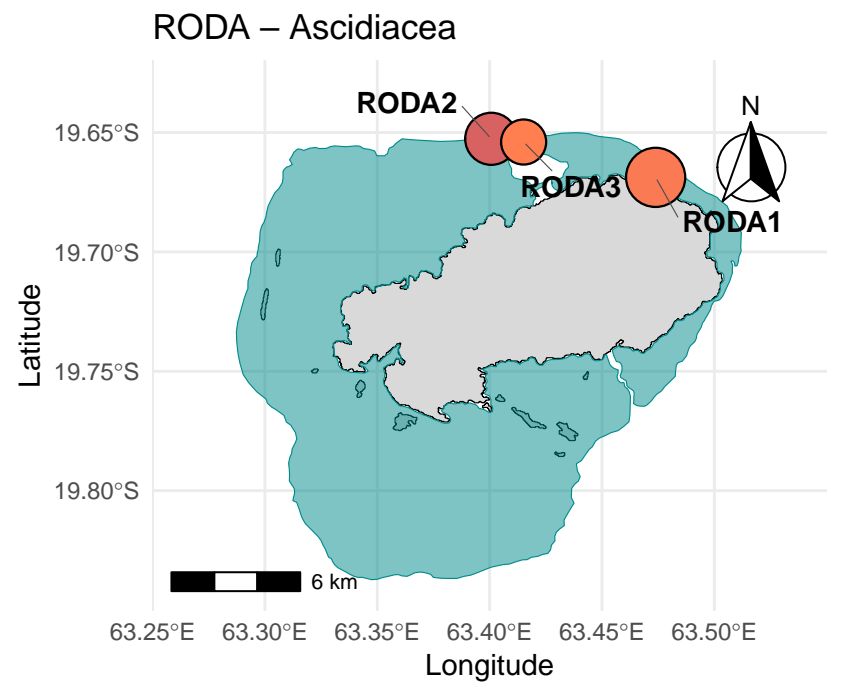 RODA – Ascidiacea
N
RODA2
19.65°S
RODA3
RODA1
19.70°S
Latitude
19.75°S
19.80°S
6 km
63.25°E 63.30°E 63.35°E 63.40°E 63.45°E 63.50°E
Longitude